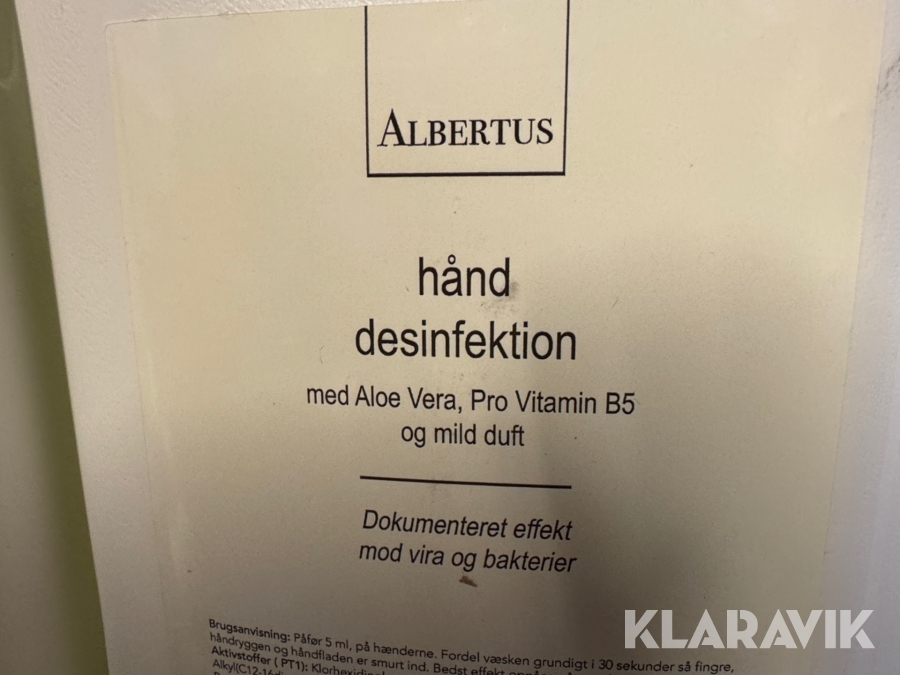 ALBERTUS
hånd
desinfektion
med Aloe Vera, Pro Vitamin B5
og mild duft
Dokumenteret effekt
mod vira og bakterier
Brugsanvisning: Påfør 5 ml, på hænderne. Fordel væsken grundigt i 30 sekunder så fingre,
håndryggen og håndfladen er smurt ind. Bedst effekt
Aktivstoffer ( PT1):
KLARAVIK